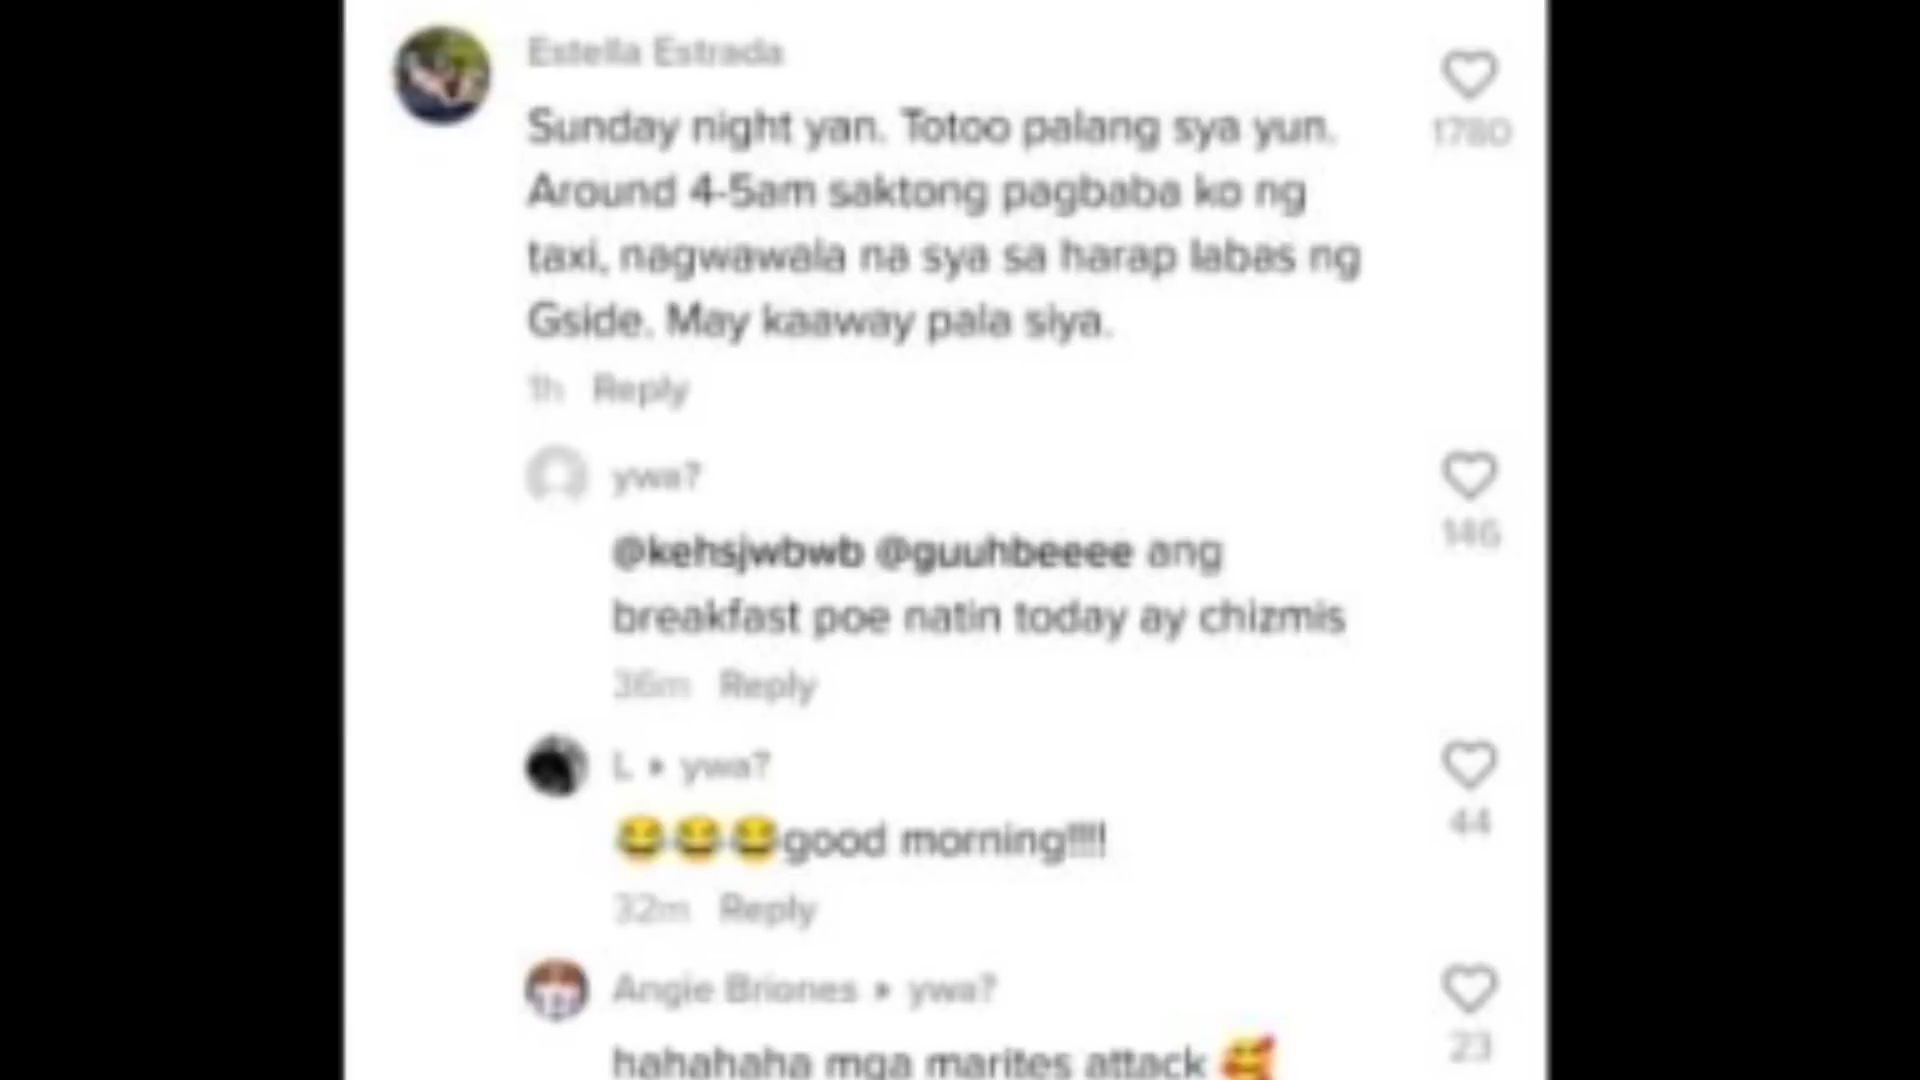 Estella Estrada
Sunday night yan. Totoo palang sya yun.
1780
Around 4-5am saktong pagbaba ko ng
taxi, nagwawala na sya sa harap labas ng
Gside. May kaaway pala siya.
1h Reply
ywa?
@kehsjwbwb @guuhbeeee ang
146
breakfast poe natin today ay chizmis
36m Reply
L ▸ ywa?
😂😂😂good morning!!!!
44
32m Reply
Angie Briones ▸ ywa?
hahahaha mga marites attack 🥰
23